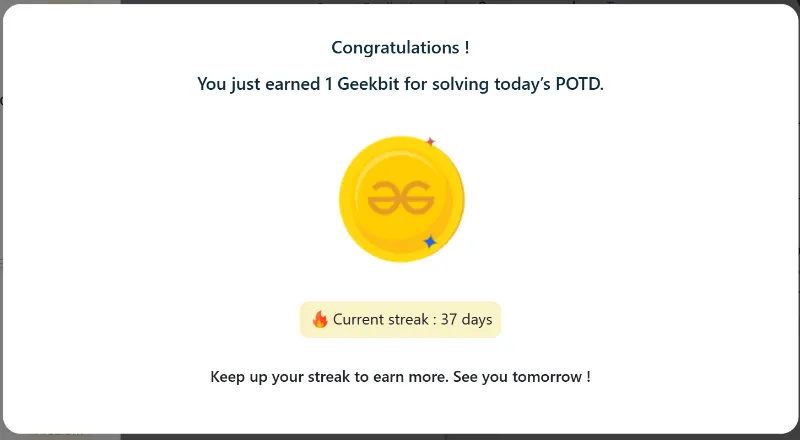 Congratulations !
You just earned 1 Geekbit for solving today’s POTD.
Current streak : 37 days
Keep up your streak to earn more. See you tomorrow !